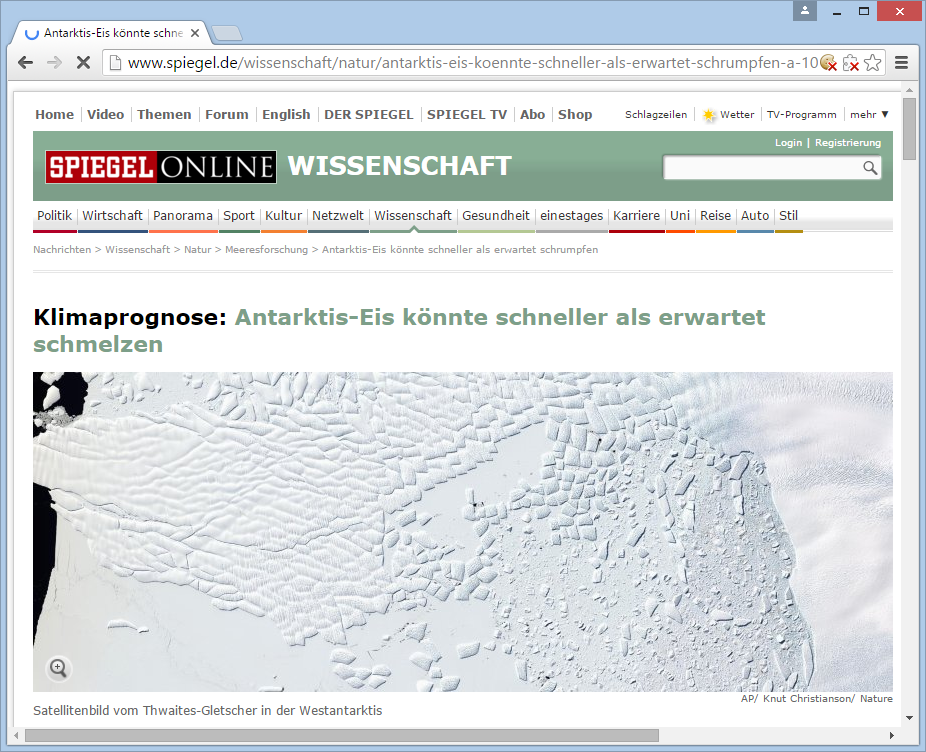 Antarktis-Eis könnte schne
www.spiegel.de/wissenschaft/natur/antarktis-eis-koennte-schneller-als-erwartet-schrumpfen-a-10
Home Video Themen Forum English DER SPIEGEL SPIEGEL TV Abo Shop Schlagzeilen Wetter TV-Programm mehr ▼
Login | Registrierung
SPIEGEL ONLINE WISSENSCHAFT
Politik Wirtschaft Panorama Sport Kultur Netzwelt Wissenschaft Gesundheit einestages Karriere Uni Reise Auto Stil
Nachrichten > Wissenschaft > Natur > Meeresforschung > Antarktis-Eis könnte schneller als erwartet schrumpfen
Klimaprognose: Antarktis-Eis könnte schneller als erwartet
schmelzen
AP/ Knut Christianson/ Nature
Satellitenbild vom Thwaites-Gletscher in der Westantarktis